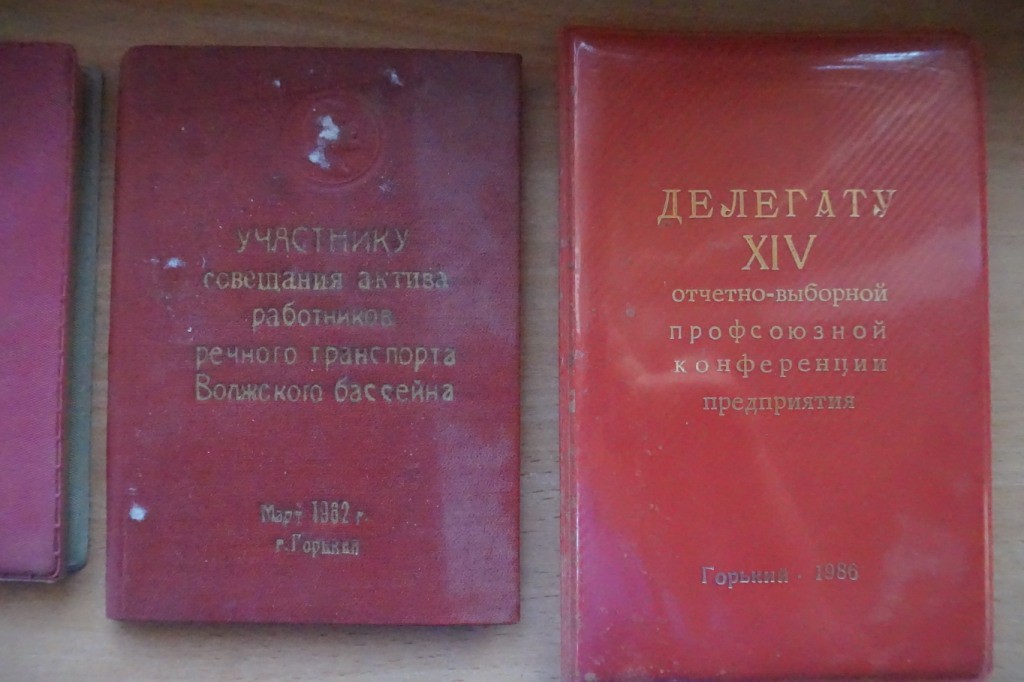 УЧАСТНИКУ
совещания актива
работников
речного транспорта
Волжского бассейна
Март 1962 г.
г. Горький
ДЕЛЕГАТУ
XIV
отчетно-выборной
профсоюзной
конференции
предприятия
Горький · 1986